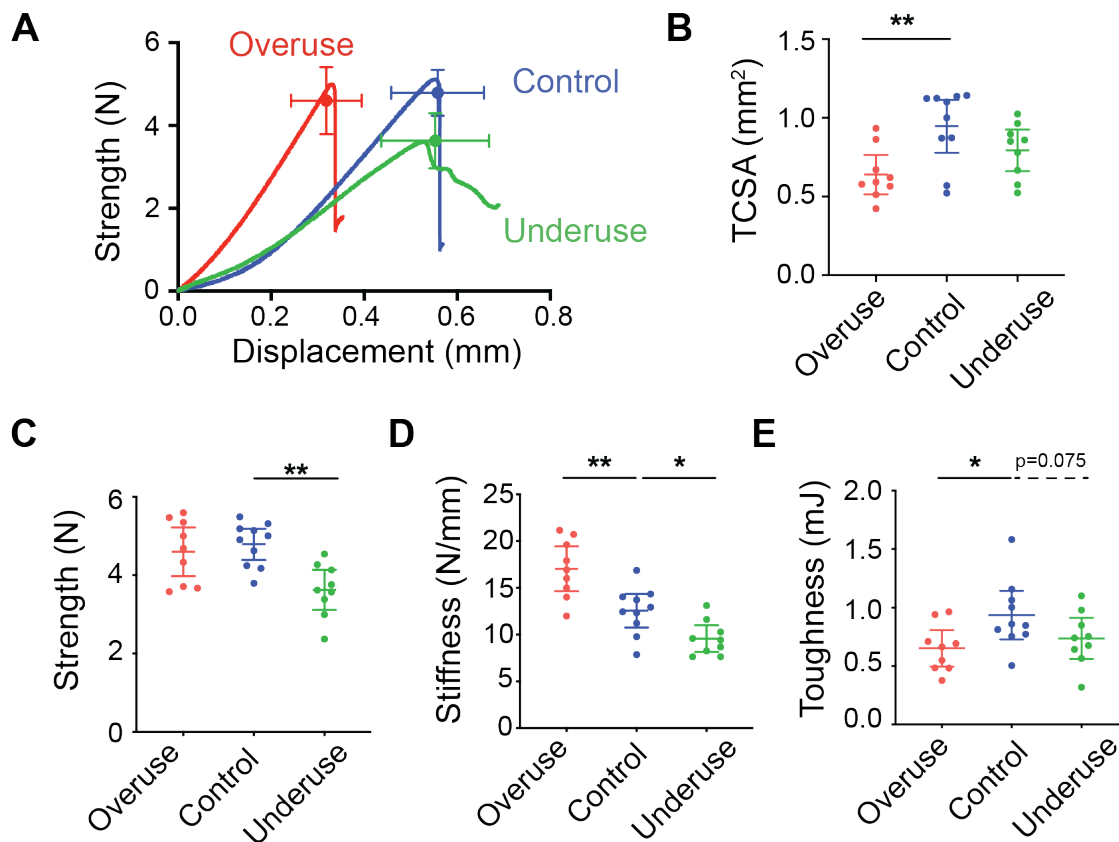 A
Strength (N)
6
4
2
0
0.0 0.2 0.4 0.6 0.8
Displacement (mm)
Overuse
Control
Underuse
B
TCSA (mm²)
1.5
1.0
0.5
0.0
**
Overuse
Control
Underuse
C
Strength (N)
6
4
2
0
**
Overuse
Control
Underuse
D
Stiffness (N/mm)
25
20
15
10
5
0
** *
Overuse
Control
Underuse
E
Toughness (mJ)
2.0
1.5
1.0
0.5
0.0
* p=0.075
Overuse
Control
Underuse